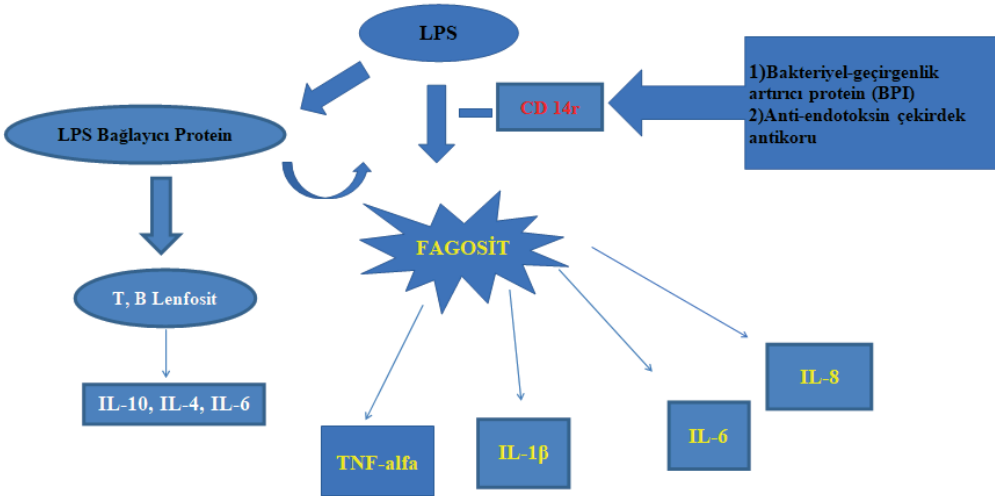 LPS
1)Bakteriyel-geçirgenlik
artırıcı protein (BPI)
2)Anti-endotoksin çekirdek
antikoru
CD 14r
LPS Bağlayıcı Protein
FAGOSİT
T, B Lenfosit
IL-10, IL-4, IL-6
IL-8
IL-6
IL-1β
TNF-alfa